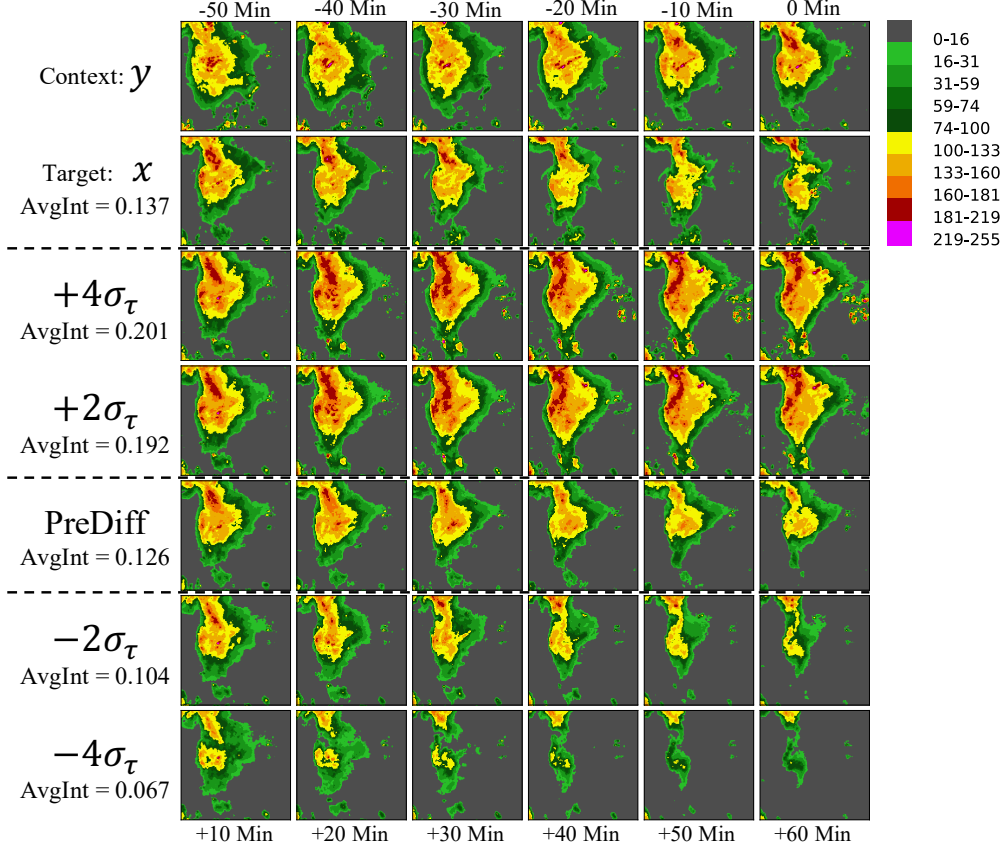 -50 Min -40 Min -30 Min -20 Min -10 Min 0 Min
Context: y
0-16
16-31
31-59
59-74
74-100
100-133
133-160
160-181
181-219
219-255
Target: x
AvgInt = 0.137
+4στ
AvgInt = 0.201
+2στ
AvgInt = 0.192
PreDiff
AvgInt = 0.126
−2στ
AvgInt = 0.104
−4στ
AvgInt = 0.067
+10 Min +20 Min +30 Min +40 Min +50 Min +60 Min